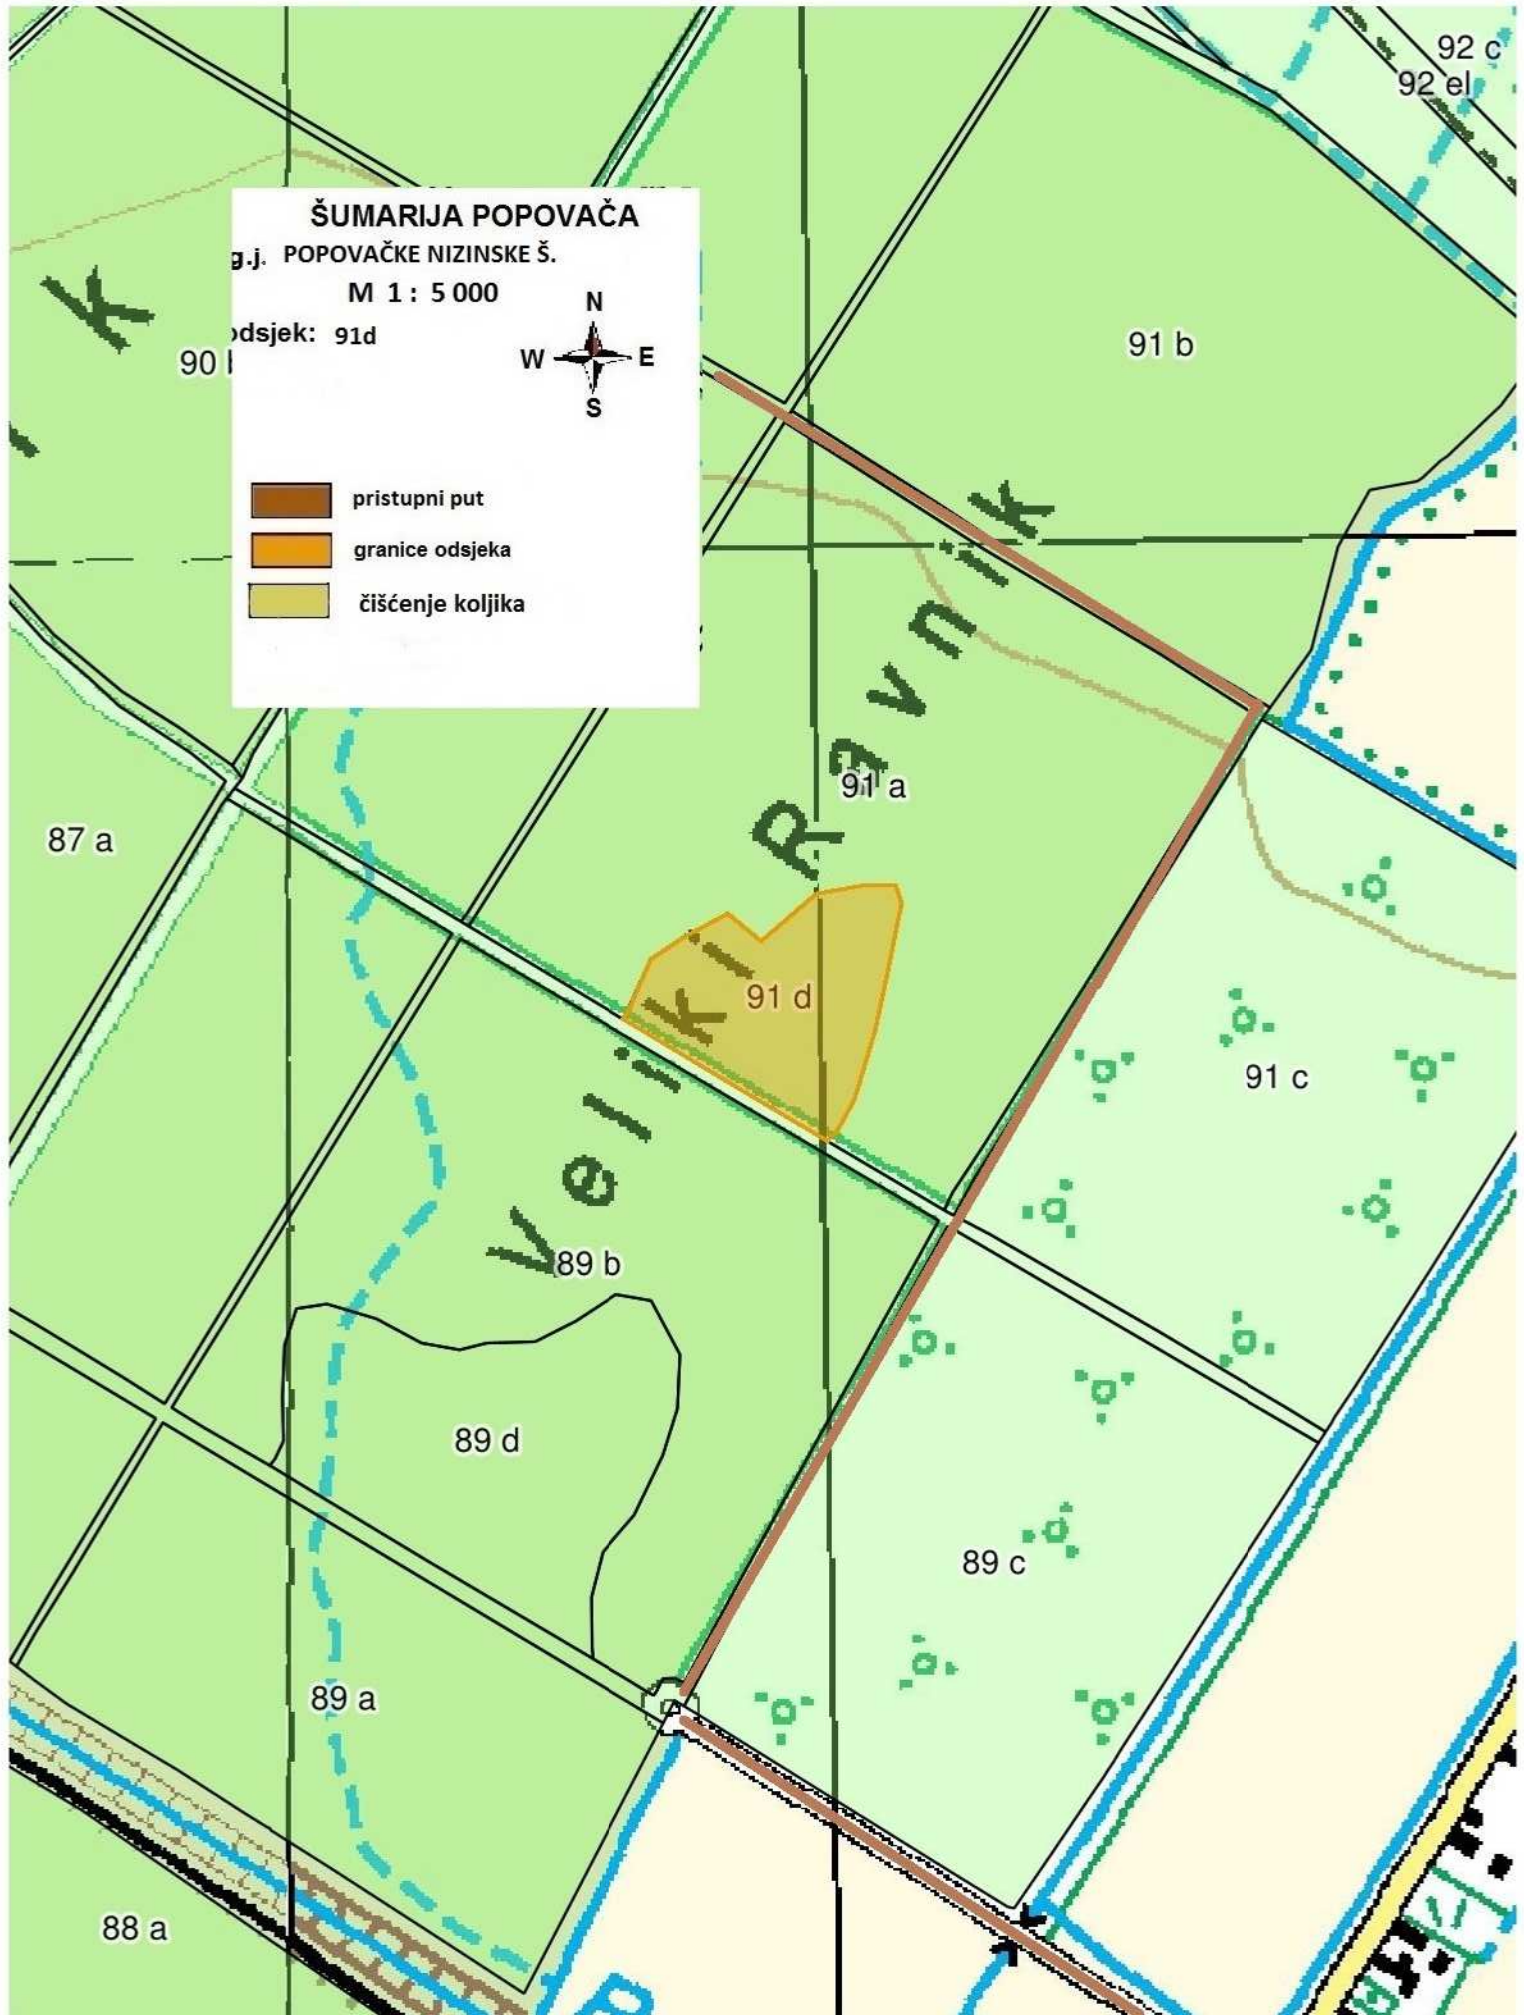 92 c
92 el
ŠUMARIJA POPOVAČA
g.j. POPOVAČKE NIZINSKE Š.
M 1 : 5 000
odsjek: 91d
N
W E
S
pristupni put
granice odsjeka
čišćenje koljika
K
90 b
91 b
Veliki Ravnik
91 a
87 a
91 d
91 c
89 b
89 d
89 c
89 a
88 a